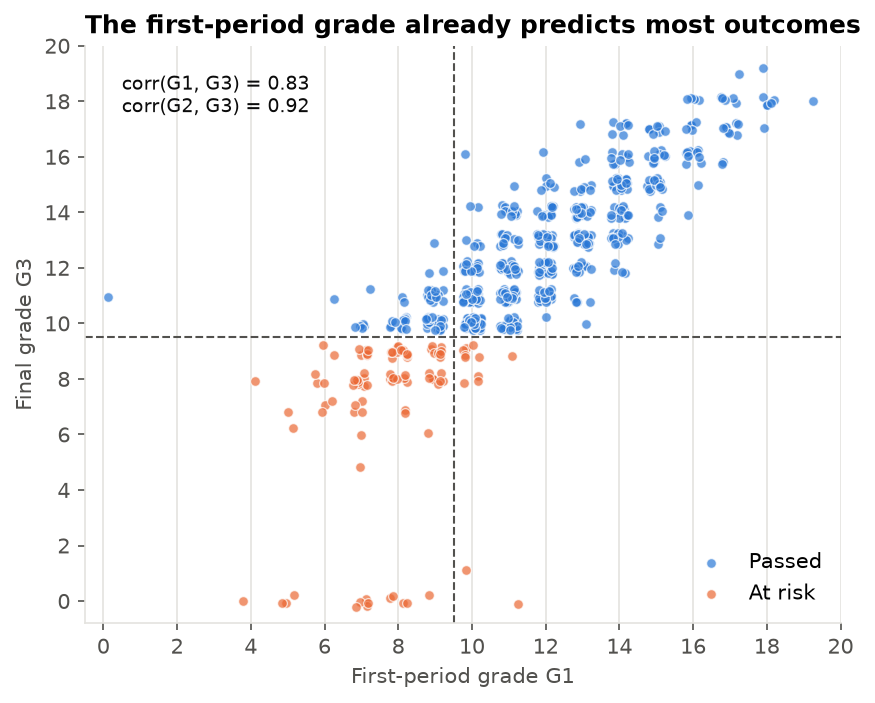 The first-period grade already predicts most outcomes
20
18
16
14
12
10
8
6
4
2
0
Final grade G3
corr(G1, G3) = 0.83
corr(G2, G3) = 0.92
Passed
At risk
0 2 4 6 8 10 12 14 16 18 20
First-period grade G1